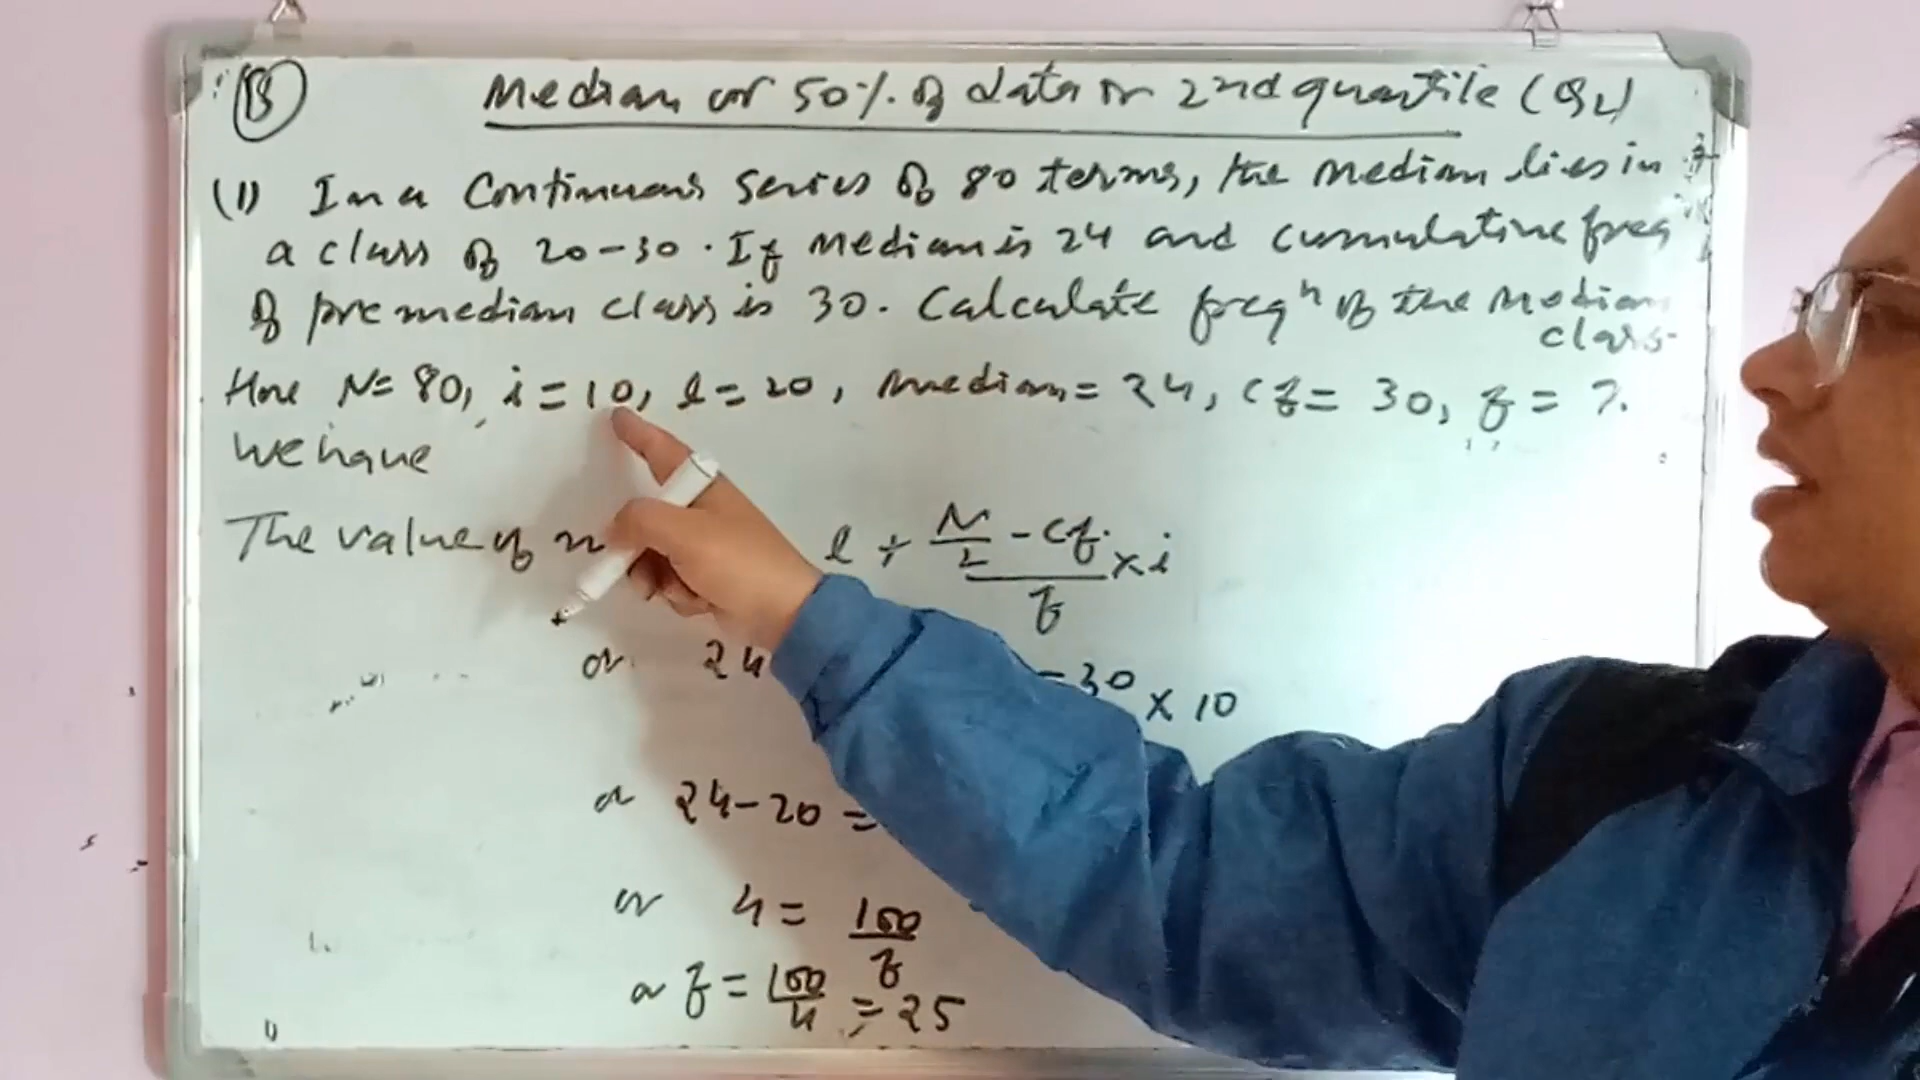 B
Median or 50% of data or 2nd quartile (Q2)
(1) In a Continuous series of 80 terms, the median lies in
a class of 20-30. If median is 24 and cumulative freq
of pre median class is 30. Calculate freqn of the Median
class.
Here N= 80, i = 10, l = 20, median = 24, cf = 30, f = ?.
we have
The value of l + N/2 - cf / f × i
or 24 - 30 × 10
or 24-20 =
or 4 = 100/f
or f = 100/4 = 25